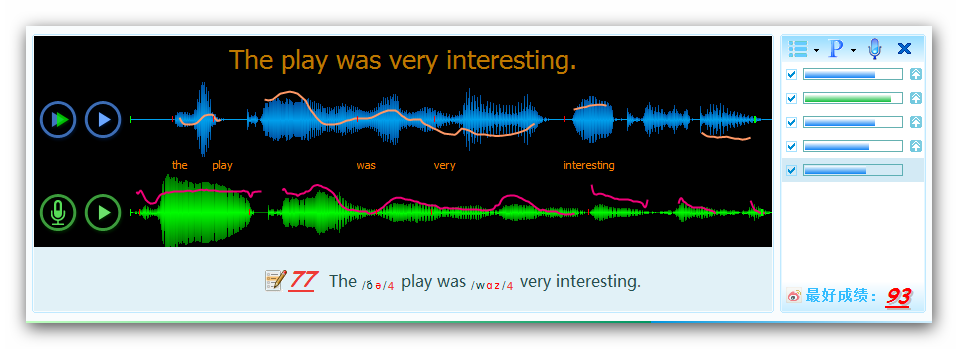 The play was very interesting.
P
the play was very interesting
77 The /ðə/4 play was /wɑz/4 very interesting.
最好成绩: 93